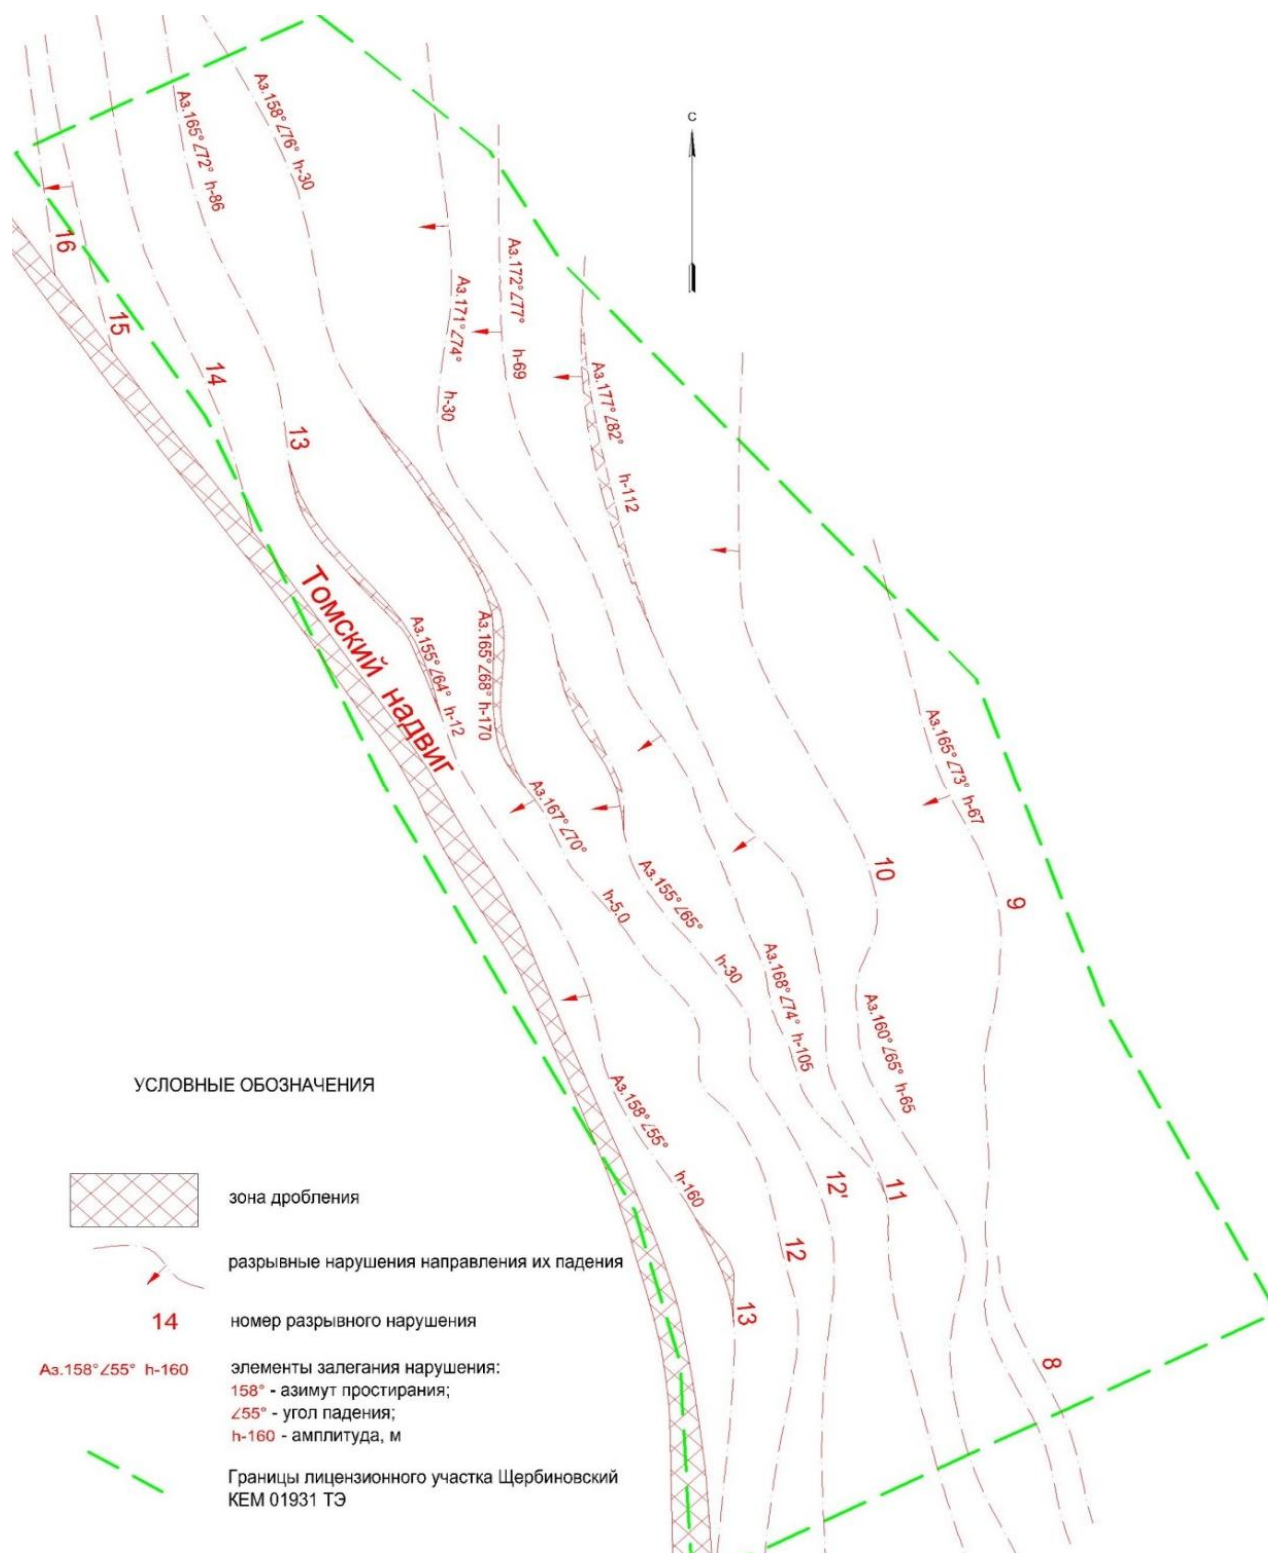 С
Аз.158°∠76° h-30
Аз.165°∠72° h-86
16
15
14
13
Аз.171°∠74° h-30
Аз.172°∠77° h-69
Аз.177°∠82° h-112
Томский надвиг
Аз.155°∠64° h-12
Аз.165°∠68° h-170
Аз.167°∠70° h-5.0
Аз.155°∠65° h-30
Аз.165°∠73° h-67
10
9
Аз.168°∠74° h-105
Аз.160°∠65° h-65
Аз.158°∠55° h-160
12'
11
12
13
8
УСЛОВНЫЕ ОБОЗНАЧЕНИЯ
зона дробления
разрывные нарушения направления их падения
14 номер разрывного нарушения
Аз.158°∠55° h-160 элементы залегания нарушения:
158° - азимут простирания;
∠55° - угол падения;
h-160 - амплитуда, м
Границы лицензионного участка Щербиновский
КЕМ 01931 ТЭ